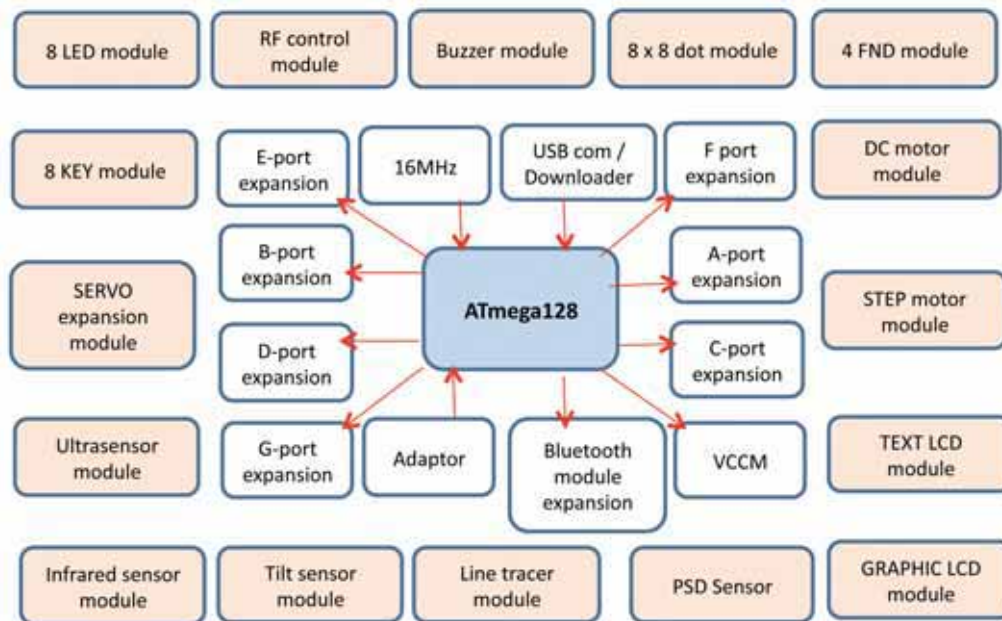 8 LED module
RF control
module
Buzzer module
8 x 8 dot module
4 FND module
8 KEY module
E-port
expansion
16MHz
USB com /
Downloader
F port
expansion
DC motor
module
SERVO
expansion
module
B-port
expansion
ATmega128
A-port
expansion
STEP motor
module
D-port
expansion
C-port
expansion
Ultrasensor
module
G-port
expansion
Adaptor
Bluetooth
module
expansion
VCCM
TEXT LCD
module
Infrared sensor
module
Tilt sensor
module
Line tracer
module
PSD Sensor
GRAPHIC LCD
module